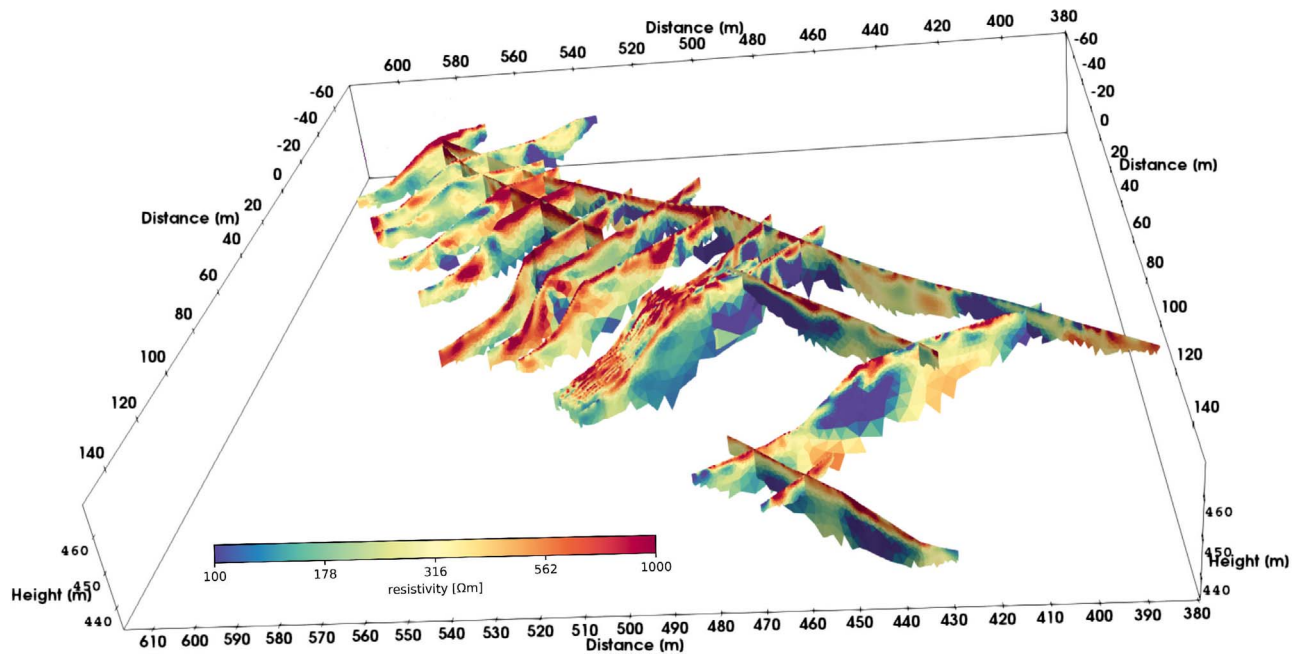 Distance (m)
600 580 560 540 520 500 480 460 440 420 400 380
-60 -40 -20 0 20 40 60 80 100 120 140
Distance (m)
-60 -40 -20 0 20 40 60 80 100 120 140
Distance (m)
460 450 440
Height (m)
460 450 440
Height (m)
100 178 316 562 1000
resistivity [Ωm]
610 600 590 580 570 560 550 540 530 520 510 500 490 480 470 460 450 440 430 420 410 400 390 380
Distance (m)